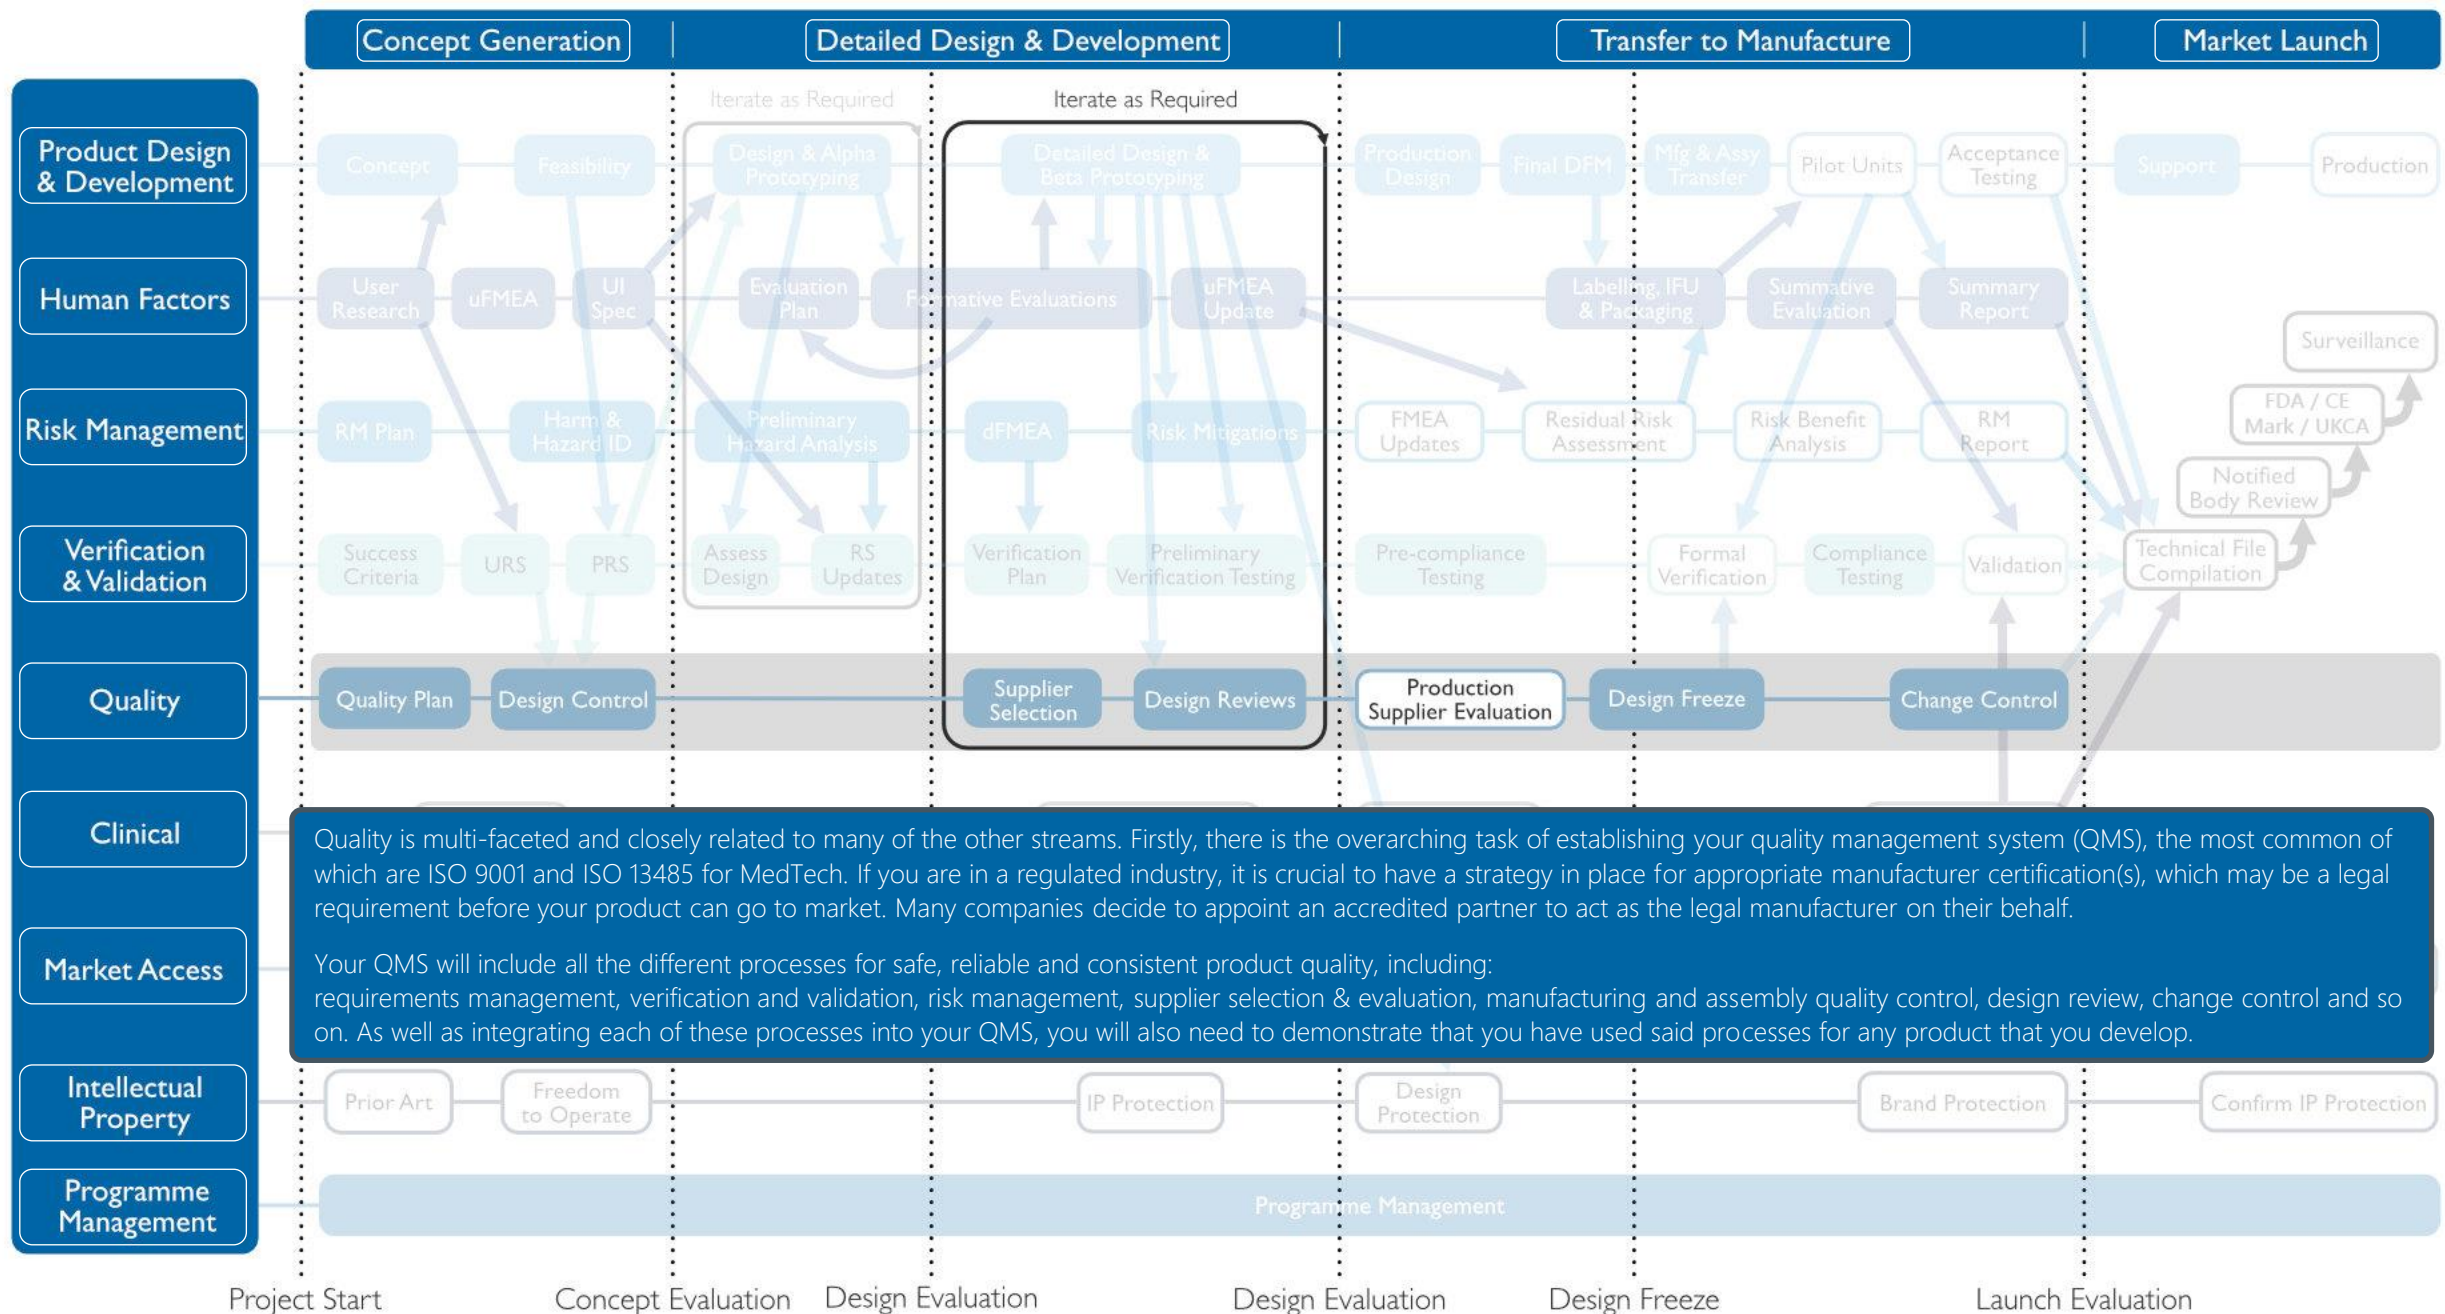 Concept Generation
Detailed Design & Development
Transfer to Manufacture
Market Launch
Iterate as Required
Iterate as Required
Product Design
& Development
Concept
Feasibility
Design & Alpha
Prototyping
Detailed Design &
Beta Prototyping
Production
Design
Final DFM
Mfg & Assy
Transfer
Pilot Units
Acceptance
Testing
Support
Production
Human Factors
User
Research
uFMEA
UI
Spec
Evaluation
Plan
Formative Evaluations
uFMEA
Update
Labelling, IFU
& Packaging
Summative
Evaluation
Summary
Report
Surveillance
FDA / CE
Mark / UKCA
Notified
Body Review
Risk Management
RM Plan
Harm &
Hazard ID
Preliminary
Hazard Analysis
dFMEA
Risk Mitigations
FMEA
Updates
Residual Risk
Assessment
Risk Benefit
Analysis
RM
Report
Verification
& Validation
Success
Criteria
URS
PRS
Assess
Design
RS
Updates
Verification
Plan
Preliminary
Verification Testing
Pre-compliance
Testing
Formal
Verification
Compliance
Testing
Validation
Technical File
Compilation
Quality
Quality Plan
Design Control
Supplier
Selection
Design Reviews
Production
Supplier Evaluation
Design Freeze
Change Control
Clinical
Market Access
Quality is multi-faceted and closely related to many of the other streams. Firstly, there is the overarching task of establishing your quality management system (QMS), the most common of
which are ISO 9001 and ISO 13485 for MedTech. If you are in a regulated industry, it is crucial to have a strategy in place for appropriate manufacturer certification(s), which may be a legal
requirement before your product can go to market. Many companies decide to appoint an accredited partner to act as the legal manufacturer on their behalf.
Your QMS will include all the different processes for safe, reliable and consistent product quality, including:
requirements management, verification and validation, risk management, supplier selection & evaluation, manufacturing and assembly quality control, design review, change control and so
on. As well as integrating each of these processes into your QMS, you will also need to demonstrate that you have used said processes for any product that you develop.
Intellectual
Property
Prior Art
Freedom
to Operate
IP Protection
Design
Protection
Brand Protection
Confirm IP Protection
Programme
Management
Programme Management
Project Start
Concept Evaluation
Design Evaluation
Design Evaluation
Design Freeze
Launch Evaluation